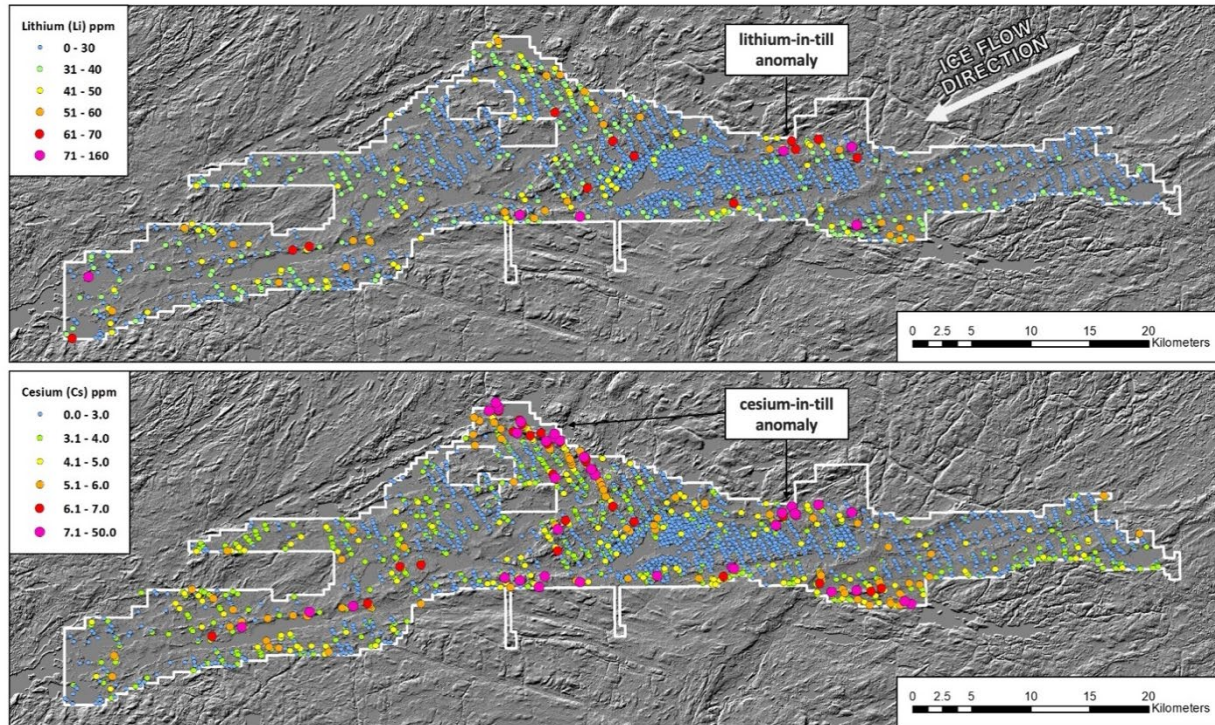 Lithium (Li) ppm
0 - 30
31 - 40
41 - 50
51 - 60
61 - 70
71 - 160
lithium-in-till
anomaly
ICE FLOW
DIRECTION
0 2.5 5 10 15 20
Kilometers
Cesium (Cs) ppm
0.0 - 3.0
3.1 - 4.0
4.1 - 5.0
5.1 - 6.0
6.1 - 7.0
7.1 - 50.0
cesium-in-till
anomaly
0 2.5 5 10 15 20
Kilometers